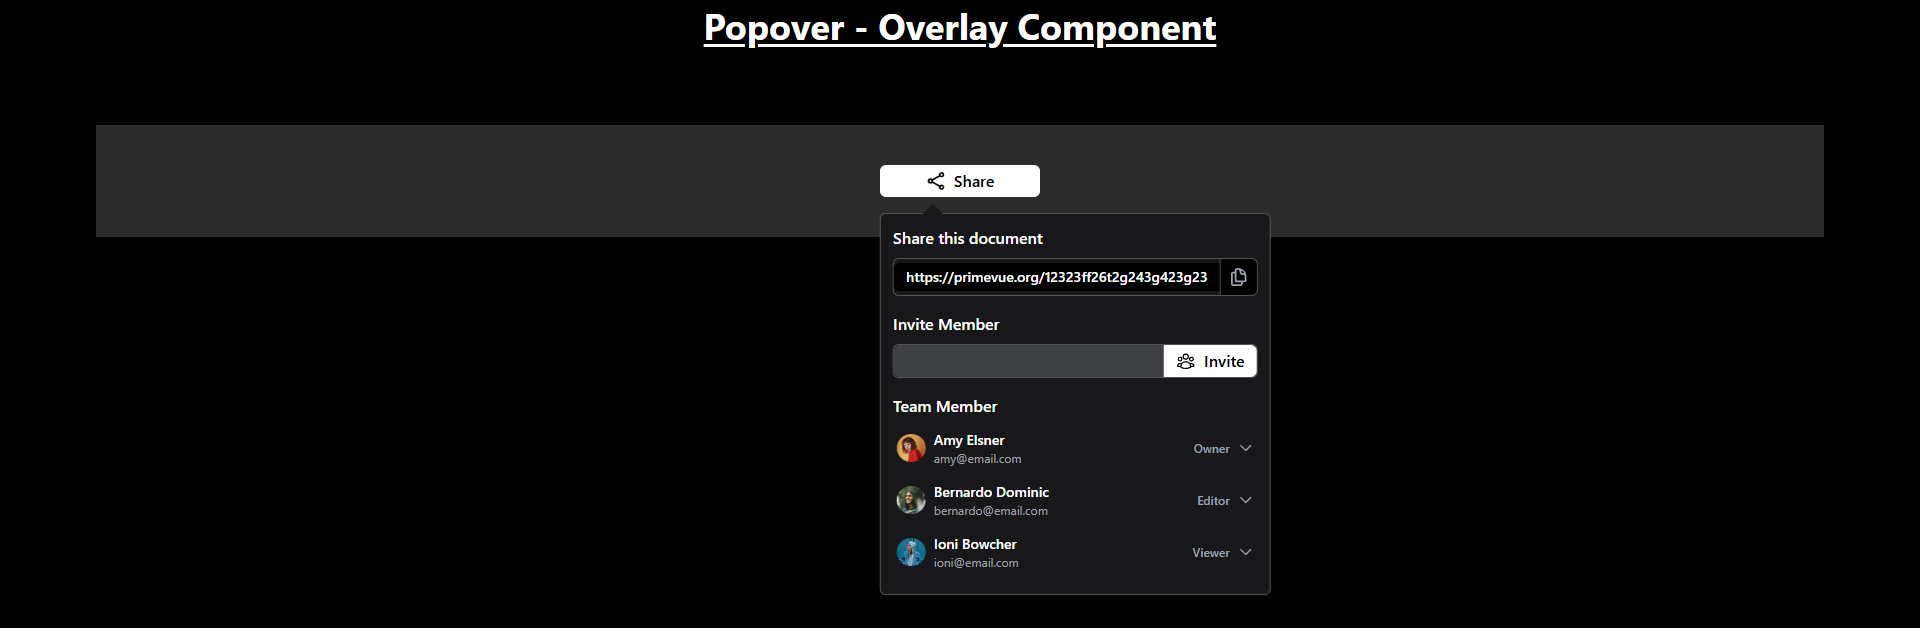 Popover - Overlay Component
Share
Share this document
https://primevue.org/12323ff26t2g243g423g23
Invite Member
Invite
Team Member
Amy Elsner
amy@email.com
Owner
Bernardo Dominic
bernardo@email.com
Editor
Ioni Bowcher
ioni@email.com
Viewer